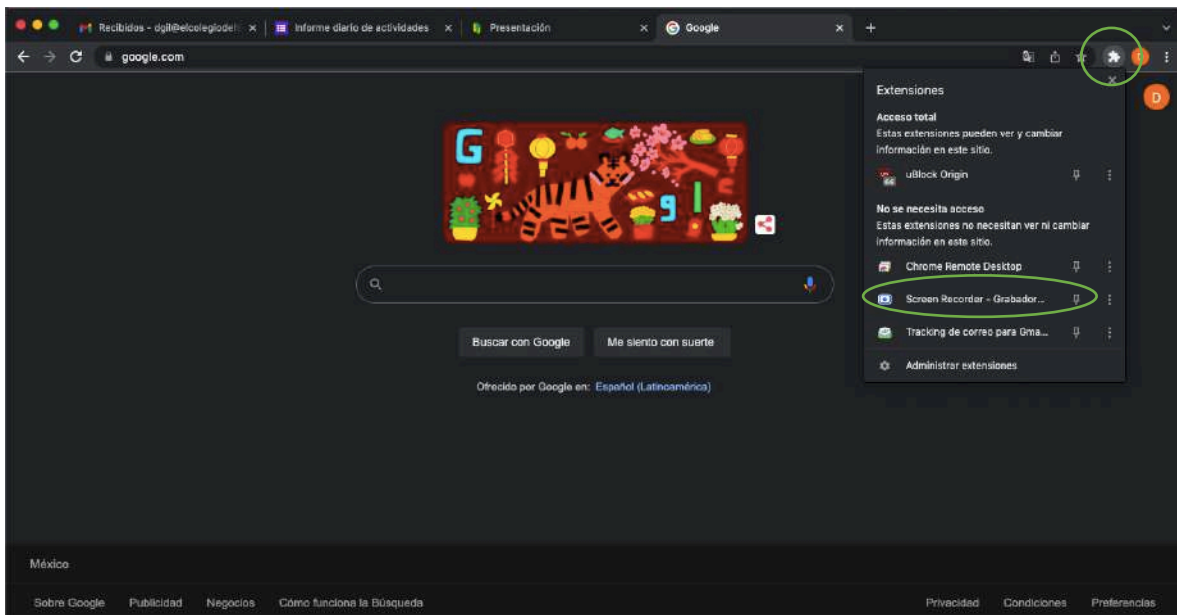 Recibidos - dgil@elcolegiodel
Informe diario de actividades
Presentación
Google
google.com
D
Extensiones
Acceso total
Estas extensiones pueden ver y cambiar
información en este sitio.
uBlock Origin
No se necesita acceso
Estas extensiones no necesitan ver ni cambiar
información en este sitio.
Chrome Remote Desktop
Screen Recorder - Grabador...
Tracking de correo para Gma...
Administrar extensiones
Buscar con Google
Me siento con suerte
Ofrecido por Google en: Español (Latinoamérica)
México
Sobre Google
Publicidad
Negocios
Cómo funciona la Búsqueda
Privacidad
Condiciones
Preferencias